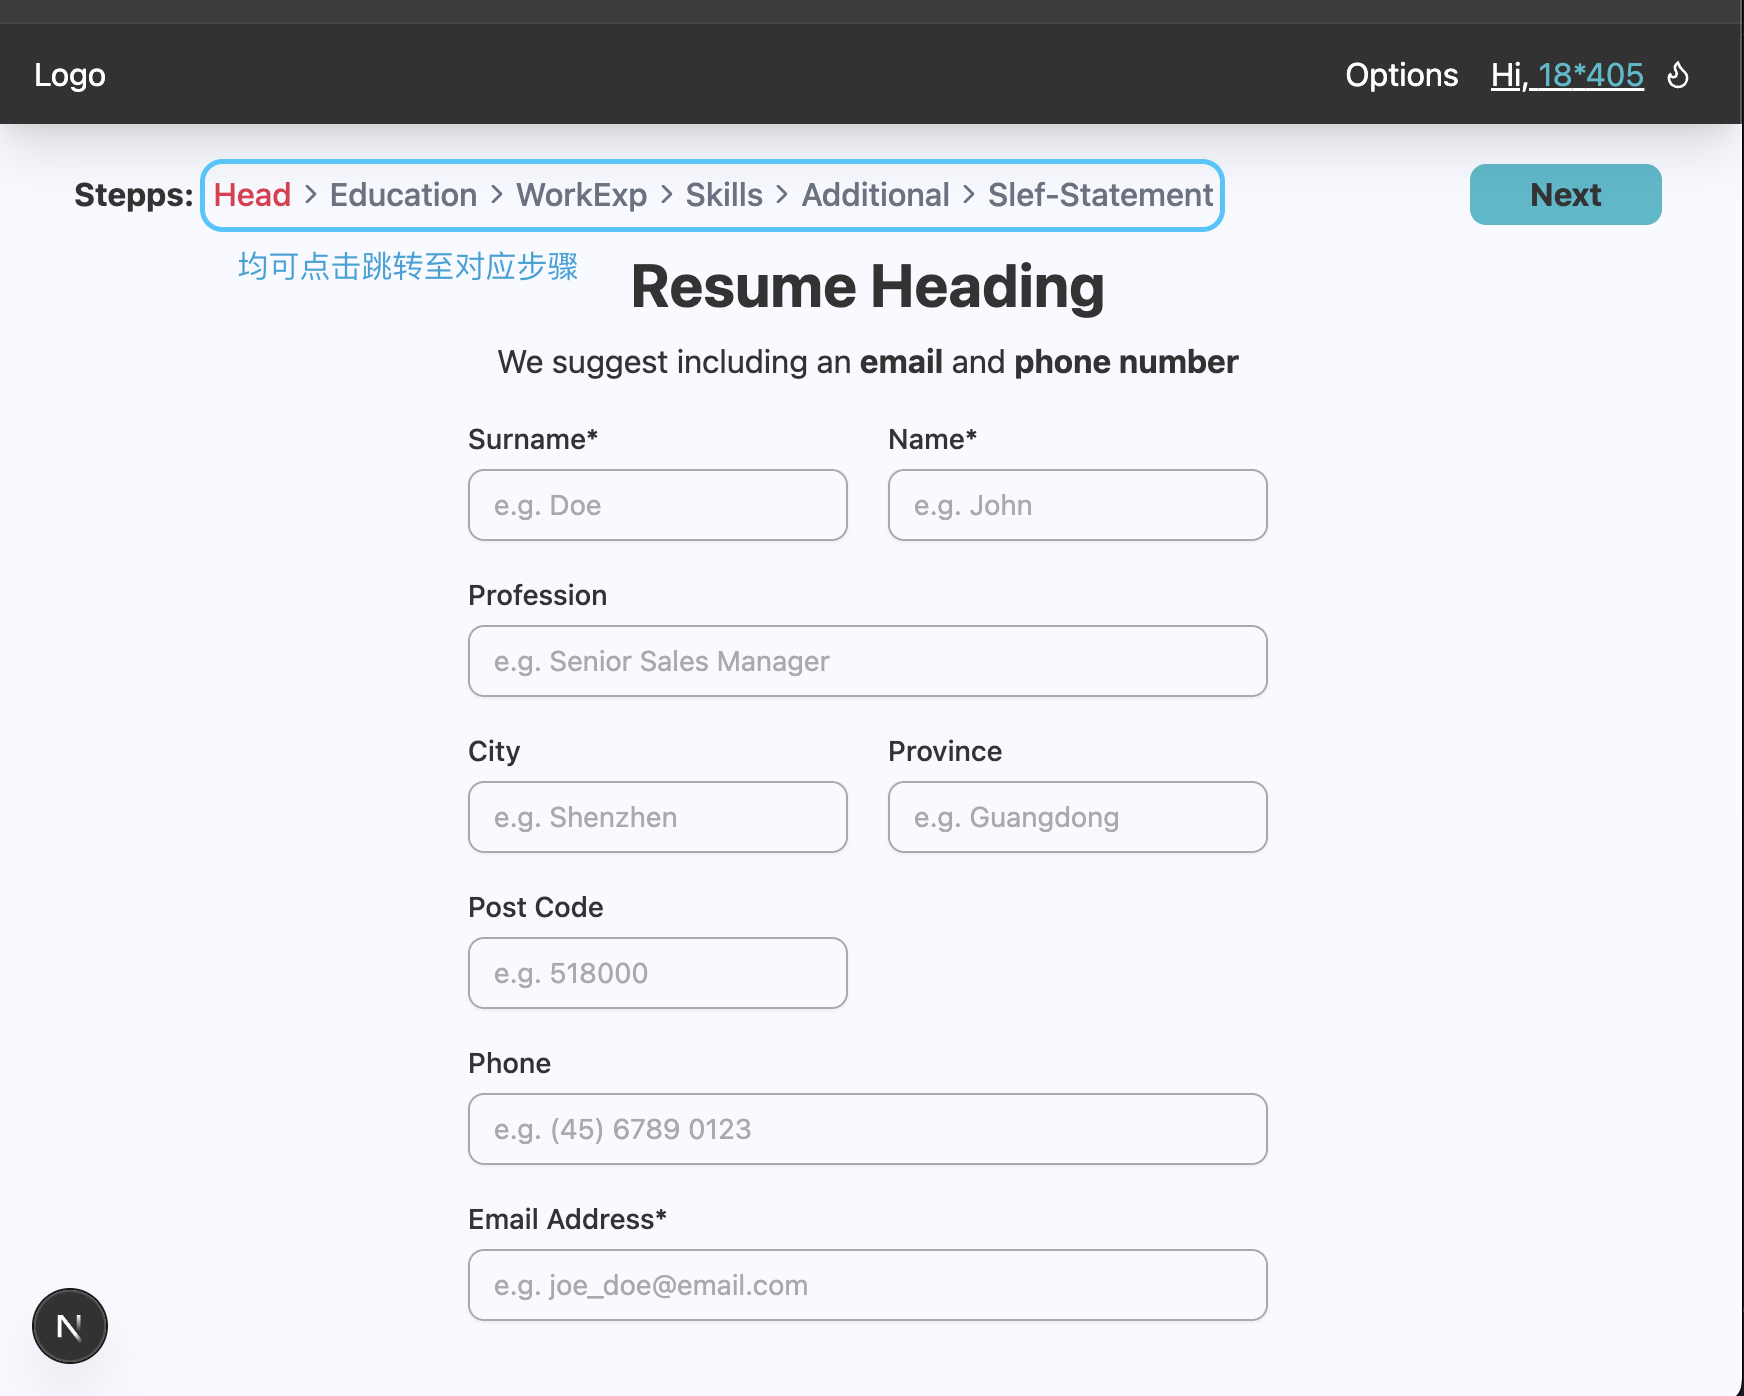 Logo
Options
Hi, 18*405
Stepps: Head > Education > WorkExp > Skills > Additional > Slef-Statement
Next
均可点击跳转至对应步骤
Resume Heading
We suggest including an email and phone number
Surname*
Name*
e.g. Doe
e.g. John
Profession
e.g. Senior Sales Manager
City
Province
e.g. Shenzhen
e.g. Guangdong
Post Code
e.g. 518000
Phone
e.g. (45) 6789 0123
Email Address*
e.g. joe_doe@email.com
N